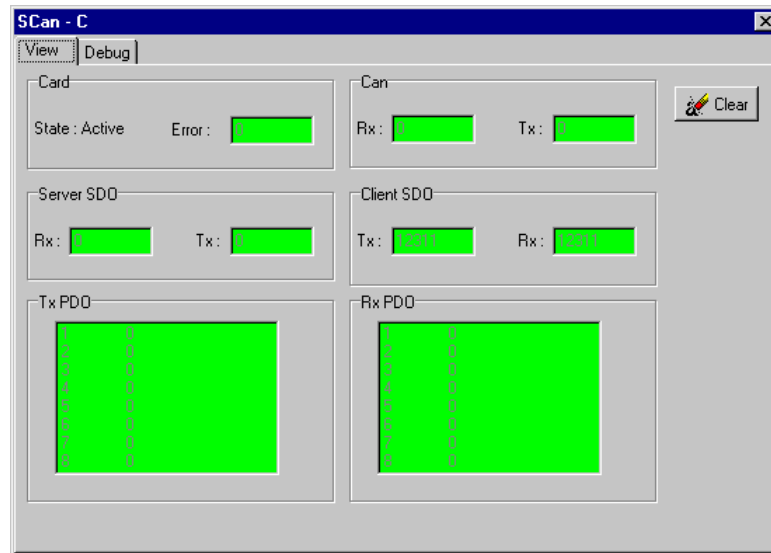 SCan - C
View Debug
Card
State : Active Error : 0
Can
Rx : 0 Tx : 0
Clear
Server SDO
Rx : 0 Tx : 0
Client SDO
Tx : 12311 Rx : 12311
Tx PDO
1 0
2 0
3 0
4 0
5 0
6 0
7 0
8 0
Rx PDO
1 0
2 0
3 0
4 0
5 0
6 0
7 0
8 0